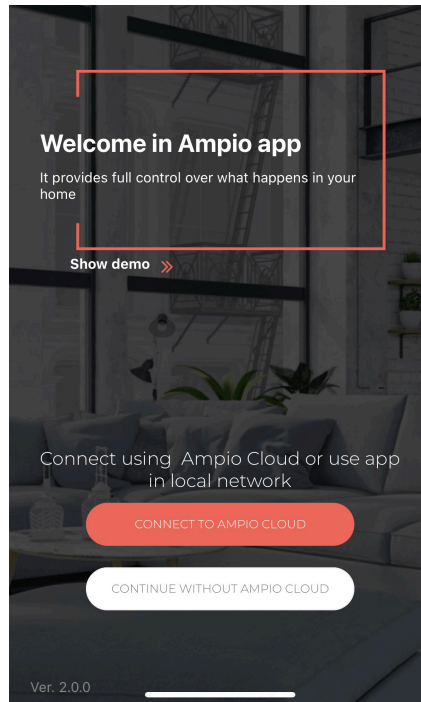 Welcome in Ampio app
It provides full control over what happens in your
home
Show demo
Connect using Ampio Cloud or use app
in local network
CONNECT TO AMPIO CLOUD
CONTINUE WITHOUT AMPIO CLOUD
Ver. 2.0.0